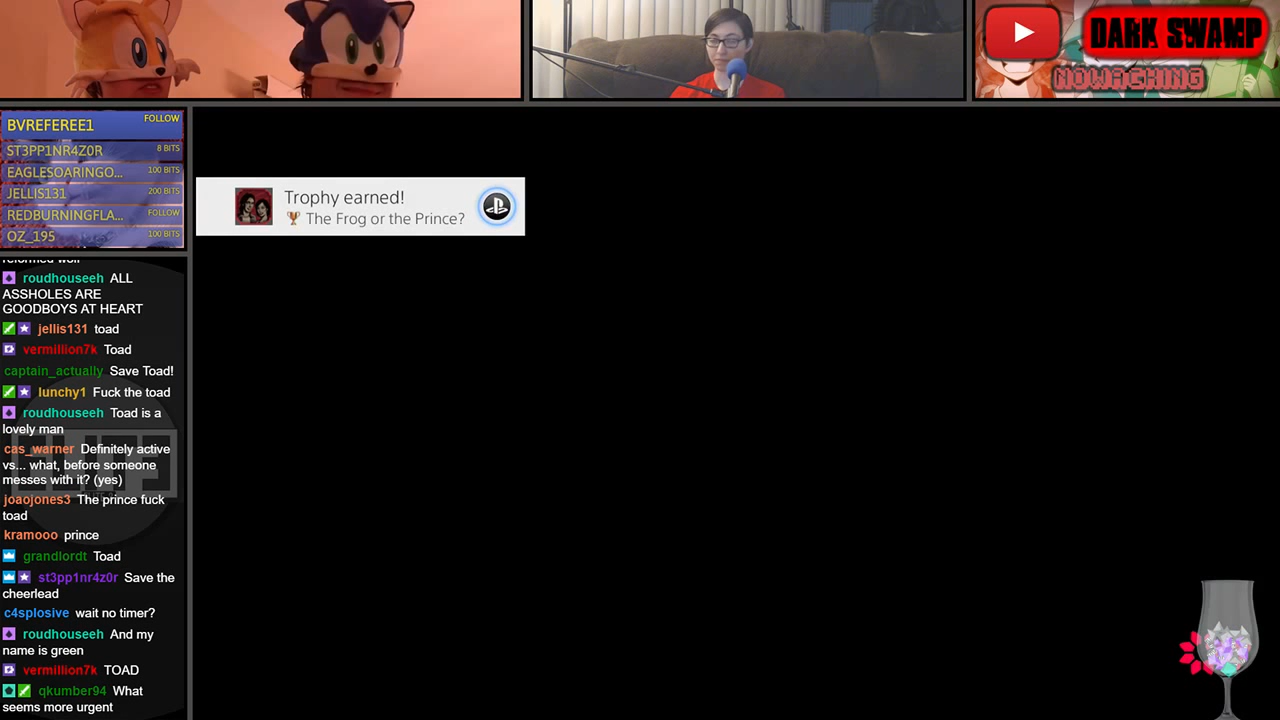 DARK SWAMP
NOWACHING
BVREFEREE1 FOLLOW
ST3PP1NR4Z0R 8 BITS
EAGLESOARINGO... 100 BITS
JELLIS131 200 BITS
REDBURNINGFLA... FOLLOW
OZ_195 100 BITS
Trophy earned!
The Frog or the Prince?
reformed wolf
roudhouseeh ALL
ASSHOLES ARE
GOODBOYS AT HEART
jellis131 toad
vermillion7k Toad
captain_actually Save Toad!
lunchy1 Fuck the toad
roudhouseeh Toad is a
lovely man
cas_warner Definitely active
vs... what, before someone
messes with it? (yes)
joaojones3 The prince fuck
toad
kramooo prince
grandlordt Toad
st3pp1nr4z0r Save the
cheerlead
c4splosive wait no timer?
roudhouseeh And my
name is green
vermillion7k TOAD
qkumber94 What
seems more urgent